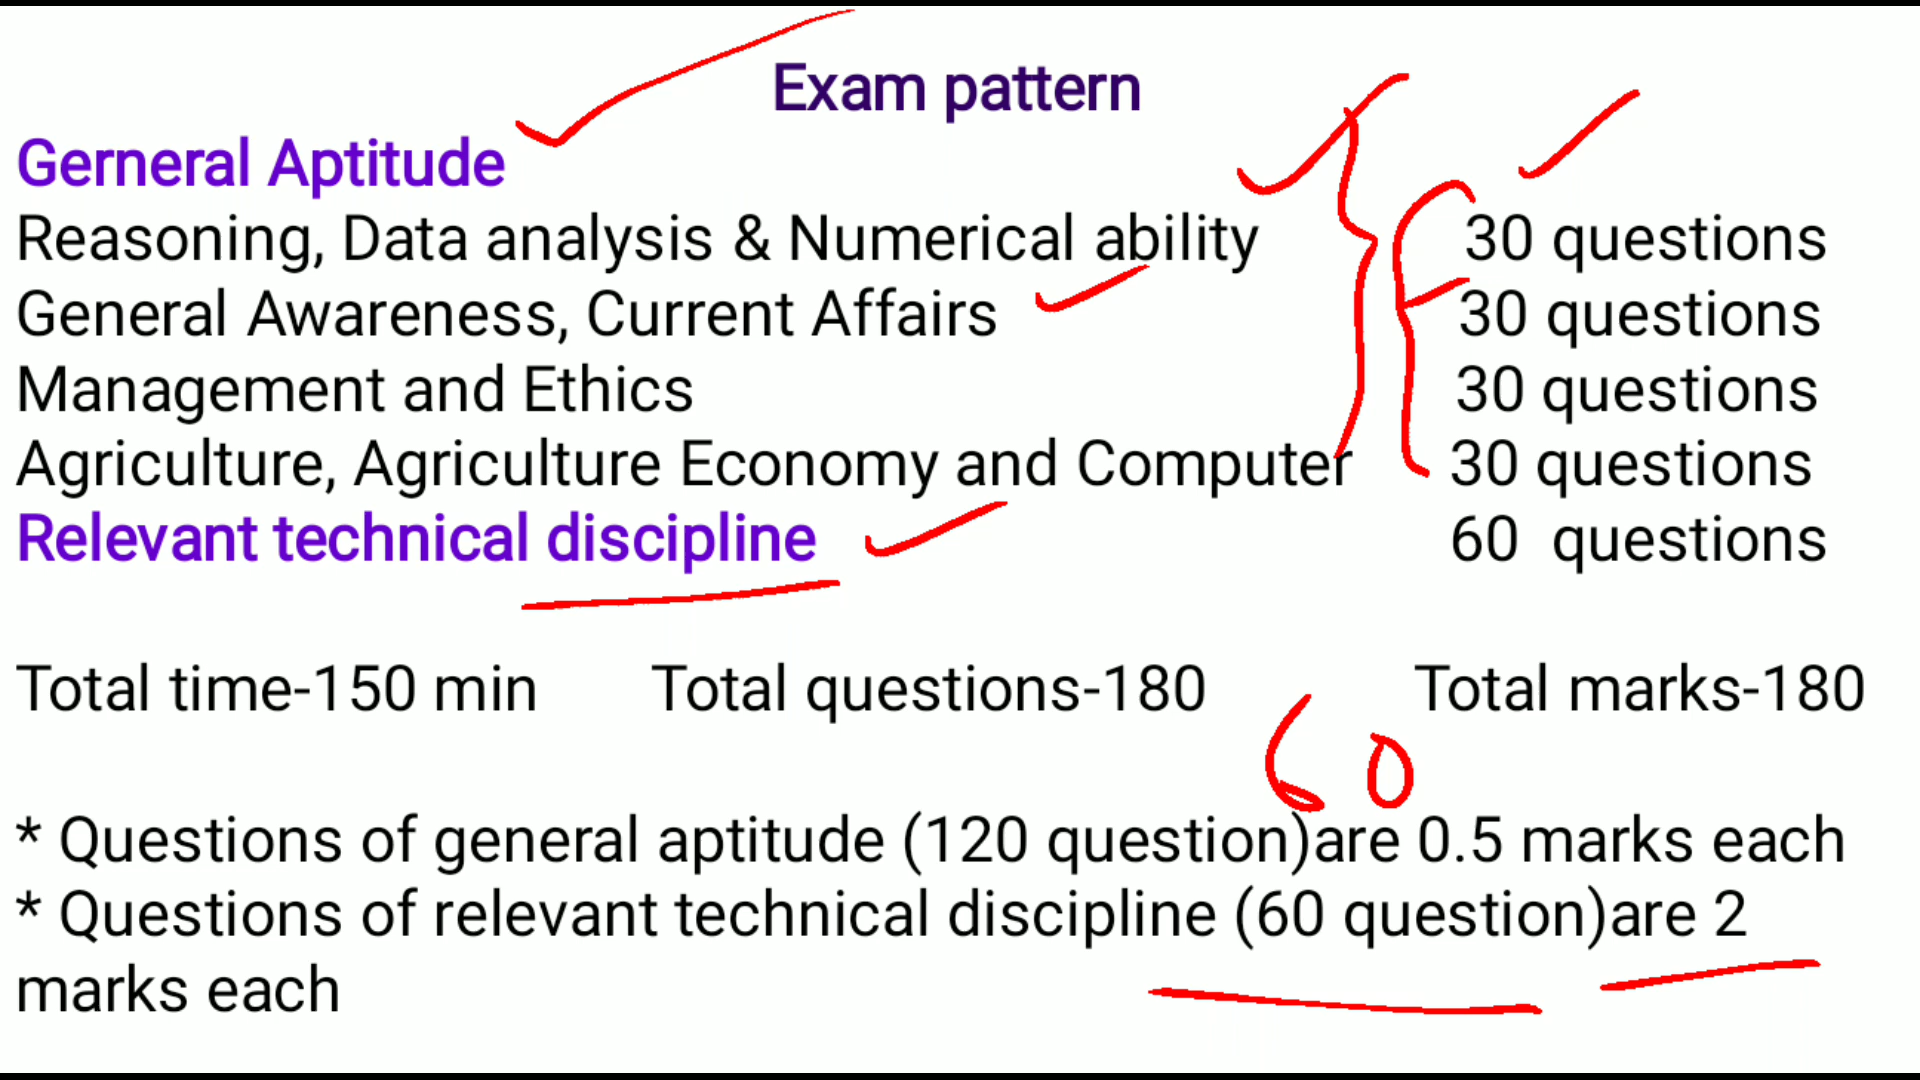 Exam pattern
Gerneral Aptitude
Reasoning, Data analysis & Numerical ability 30 questions
General Awareness, Current Affairs 30 questions
Management and Ethics 30 questions
Agriculture, Agriculture Economy and Computer 30 questions
Relevant technical discipline 60 questions
Total time-150 min Total questions-180 Total marks-180
60
* Questions of general aptitude (120 question)are 0.5 marks each
* Questions of relevant technical discipline (60 question)are 2
marks each